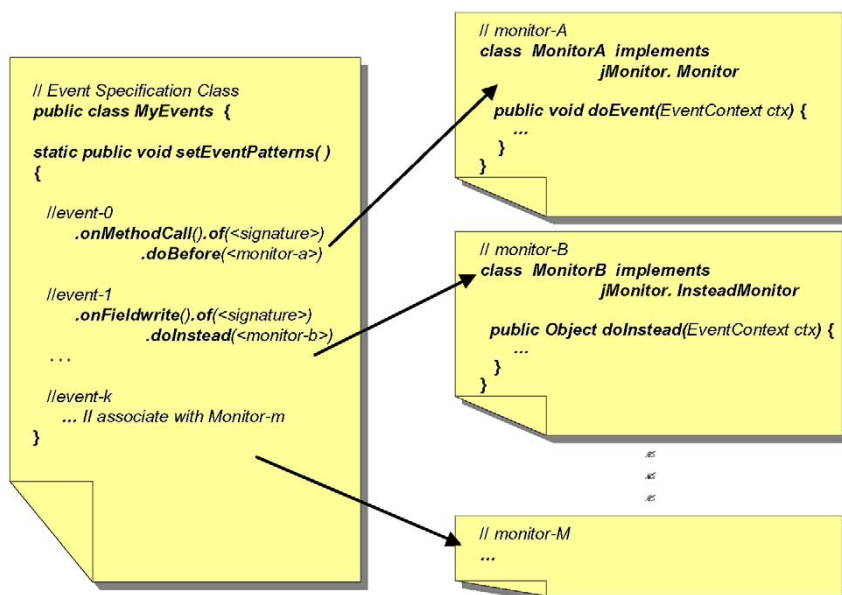 // Event Specification Class
public class MyEvents {
static public void setEventPatterns( )
{
//event-0
.onMethodCall().of(<signature>)
.doBefore(<monitor-a>)
//event-1
.onFieldwrite().of(<signature>)
.doInstead(<monitor-b>)
. . .
//event-k
... // associate with Monitor-m
}
// monitor-A
class MonitorA implements
jMonitor. Monitor
public void doEvent(EventContext ctx) {
...
}
}
// monitor-B
class MonitorB implements
jMonitor. InsteadMonitor
public Object doInstead(EventContext ctx) {
...
}
}
// monitor-M
...